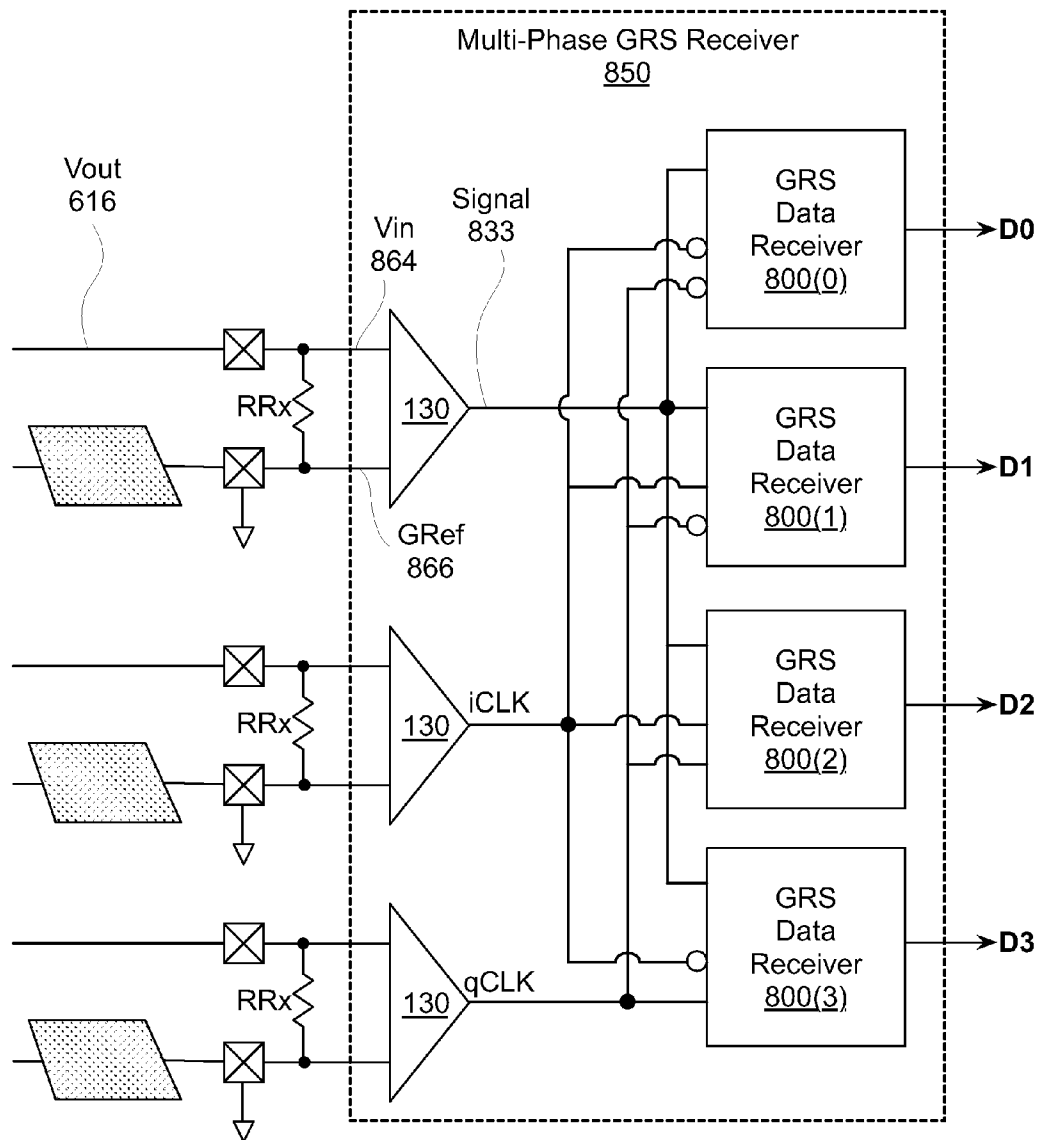 Multi-Phase GRS Receiver
850
Vout
616
Vin
864
Signal
833
GRS
Data
Receiver
800(0)
D0
RRx
130
GRef
866
GRS
Data
Receiver
800(1)
D1
RRx
130
iCLK
GRS
Data
Receiver
800(2)
D2
RRx
130
qCLK
GRS
Data
Receiver
800(3)
D3